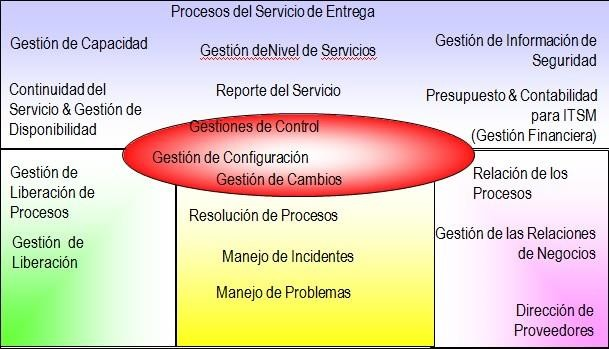 Procesos del Servicio de Entrega
Gestión de Capacidad
Gestión deNivel de Servicios
Gestión de Información de
Seguridad
Continuidad del
Servicio & Gestión de
Disponibilidad
Reporte del Servicio
Presupuesto & Contabilidad
para ITSM
(Gestión Financiera)
Gestiones de Control
Gestión de Configuración
Gestión de Cambios
Gestión de
Liberación de
Procesos
Gestión de
Liberación
Resolución de Procesos
Manejo de Incidentes
Manejo de Problemas
Relación de los
Procesos
Gestión de las Relaciones
de Negocios
Dirección de
Proveedores